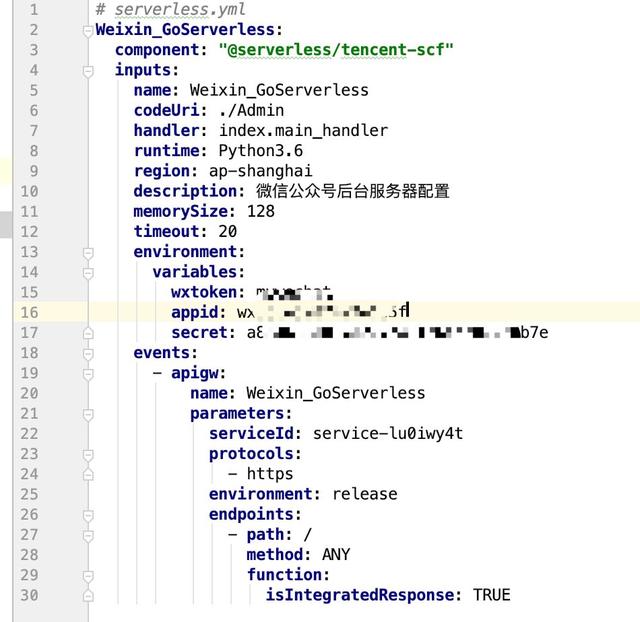 1 # serverless.yml
2 Weixin_GoServerless:
3 component: "@serverless/tencent-scf"
4 inputs:
5 name: Weixin_GoServerless
6 codeUri: ./Admin
7 handler: index.main_handler
8 runtime: Python3.6
9 region: ap-shanghai
10 description: 微信公众号后台服务器配置
11 memorySize: 128
12 timeout: 20
13 environment:
14 variables:
15 wxtoken:
16 appid: wx 5f
17 secret: a8 b7e
18 events:
19 - apigw:
20 name: Weixin_GoServerless
21 parameters:
22 serviceId: service-lu0iwy4t
23 protocols:
24 - https
25 environment: release
26 endpoints:
27 - path: /
28 method: ANY
29 function:
30 isIntegratedResponse: TRUE